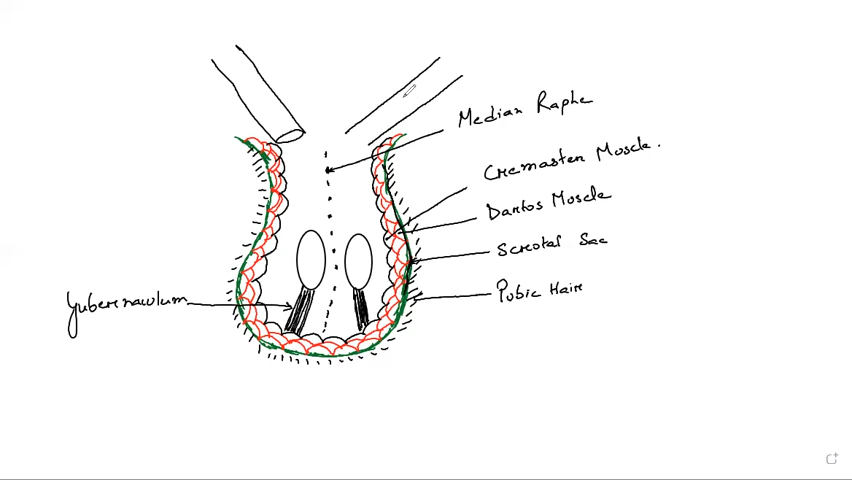 Median Raphe
Cremaster Muscle.
Dartos Muscle
Scrotal Sac
Gubernaculum
Pubic Hair